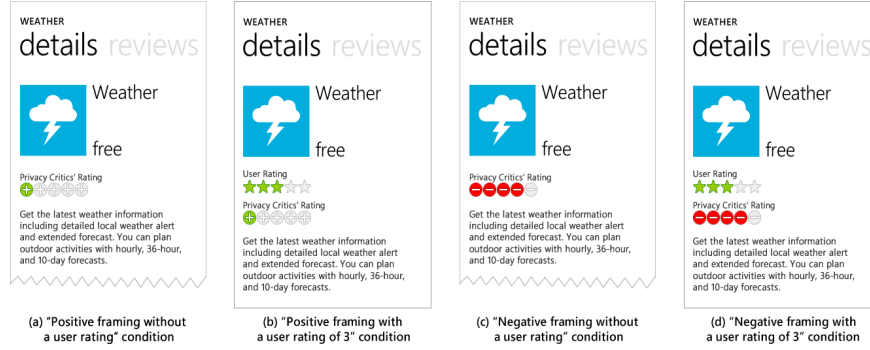 WEATHER
details reviews
Weather
free
Privacy Critics' Rating
Get the latest weather information
including detailed local weather alert
and extended forecast. You can plan
outdoor activities with hourly, 36-hour,
and 10-day forecasts.
(a) "Positive framing without
a user rating" condition
WEATHER
details reviews
Weather
free
User Rating
Privacy Critics' Rating
Get the latest weather information
including detailed local weather alert
and extended forecast. You can plan
outdoor activities with hourly, 36-hour,
and 10-day forecasts.
(b) "Positive framing with
a user rating of 3" condition
WEATHER
details reviews
Weather
free
Privacy Critics' Rating
Get the latest weather information
including detailed local weather alert
and extended forecast. You can plan
outdoor activities with hourly, 36-hour,
and 10-day forecasts.
(c) "Negative framing without
a user rating" condition
WEATHER
details reviews
Weather
free
User Rating
Privacy Critics' Rating
Get the latest weather information
including detailed local weather alert
and extended forecast. You can plan
outdoor activities with hourly, 36-hour,
and 10-day forecasts.
(d) "Negative framing with
a user rating of 3" condition